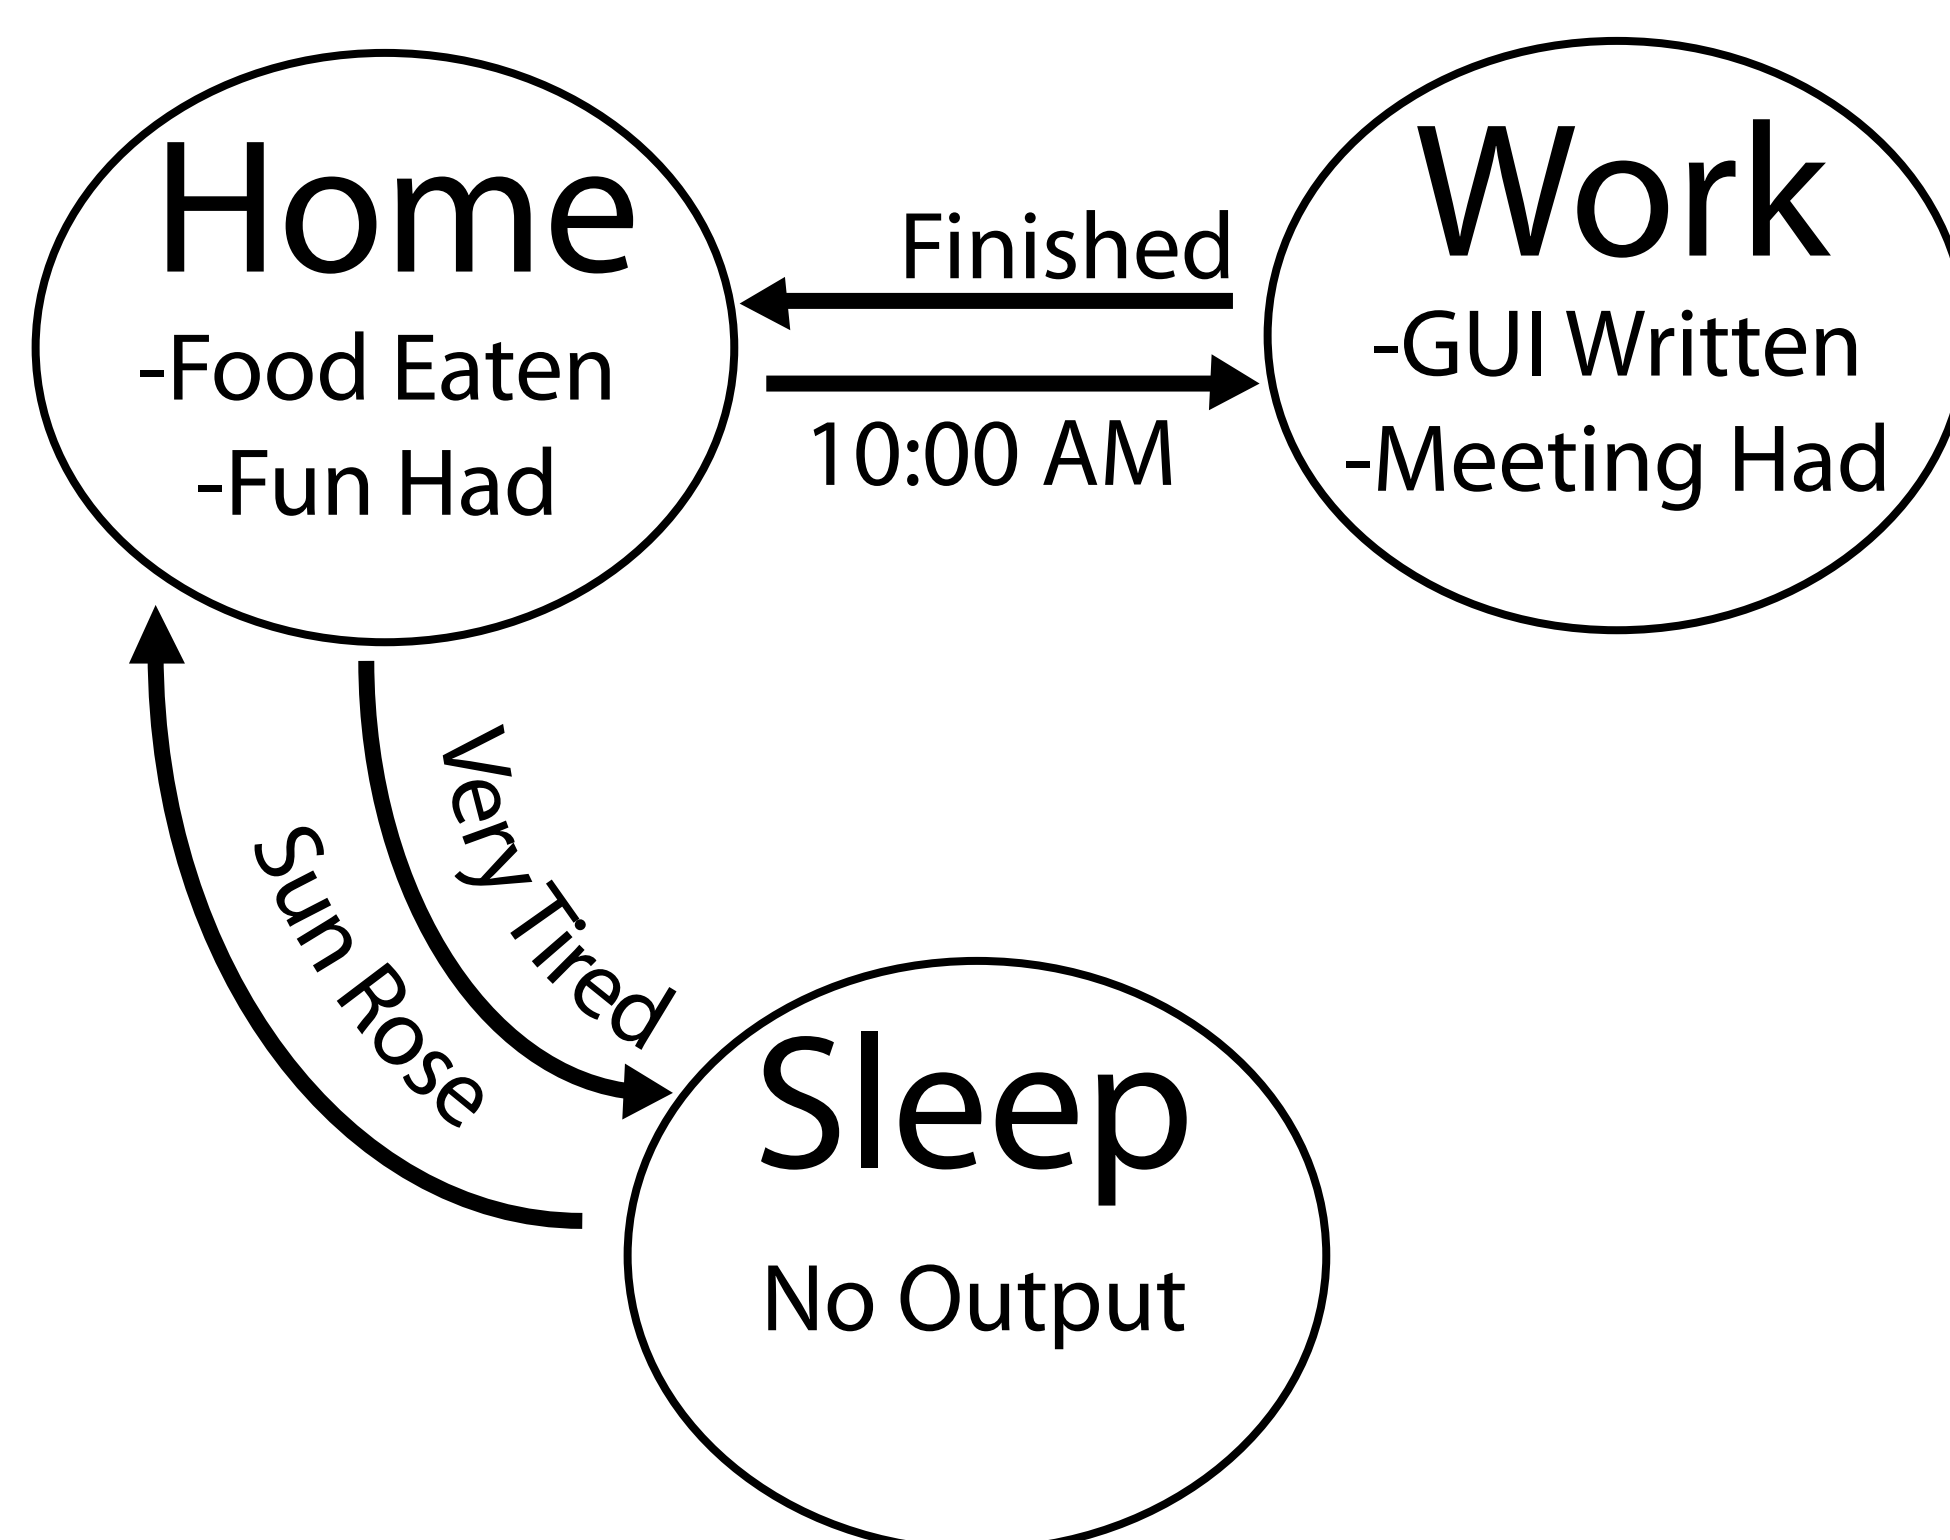 Home
-Food Eaten
-Fun Had
Finished
10:00 AM
Work
-GUI Written
-Meeting Had
Very Tired
Sun Rose
Sleep
No Output